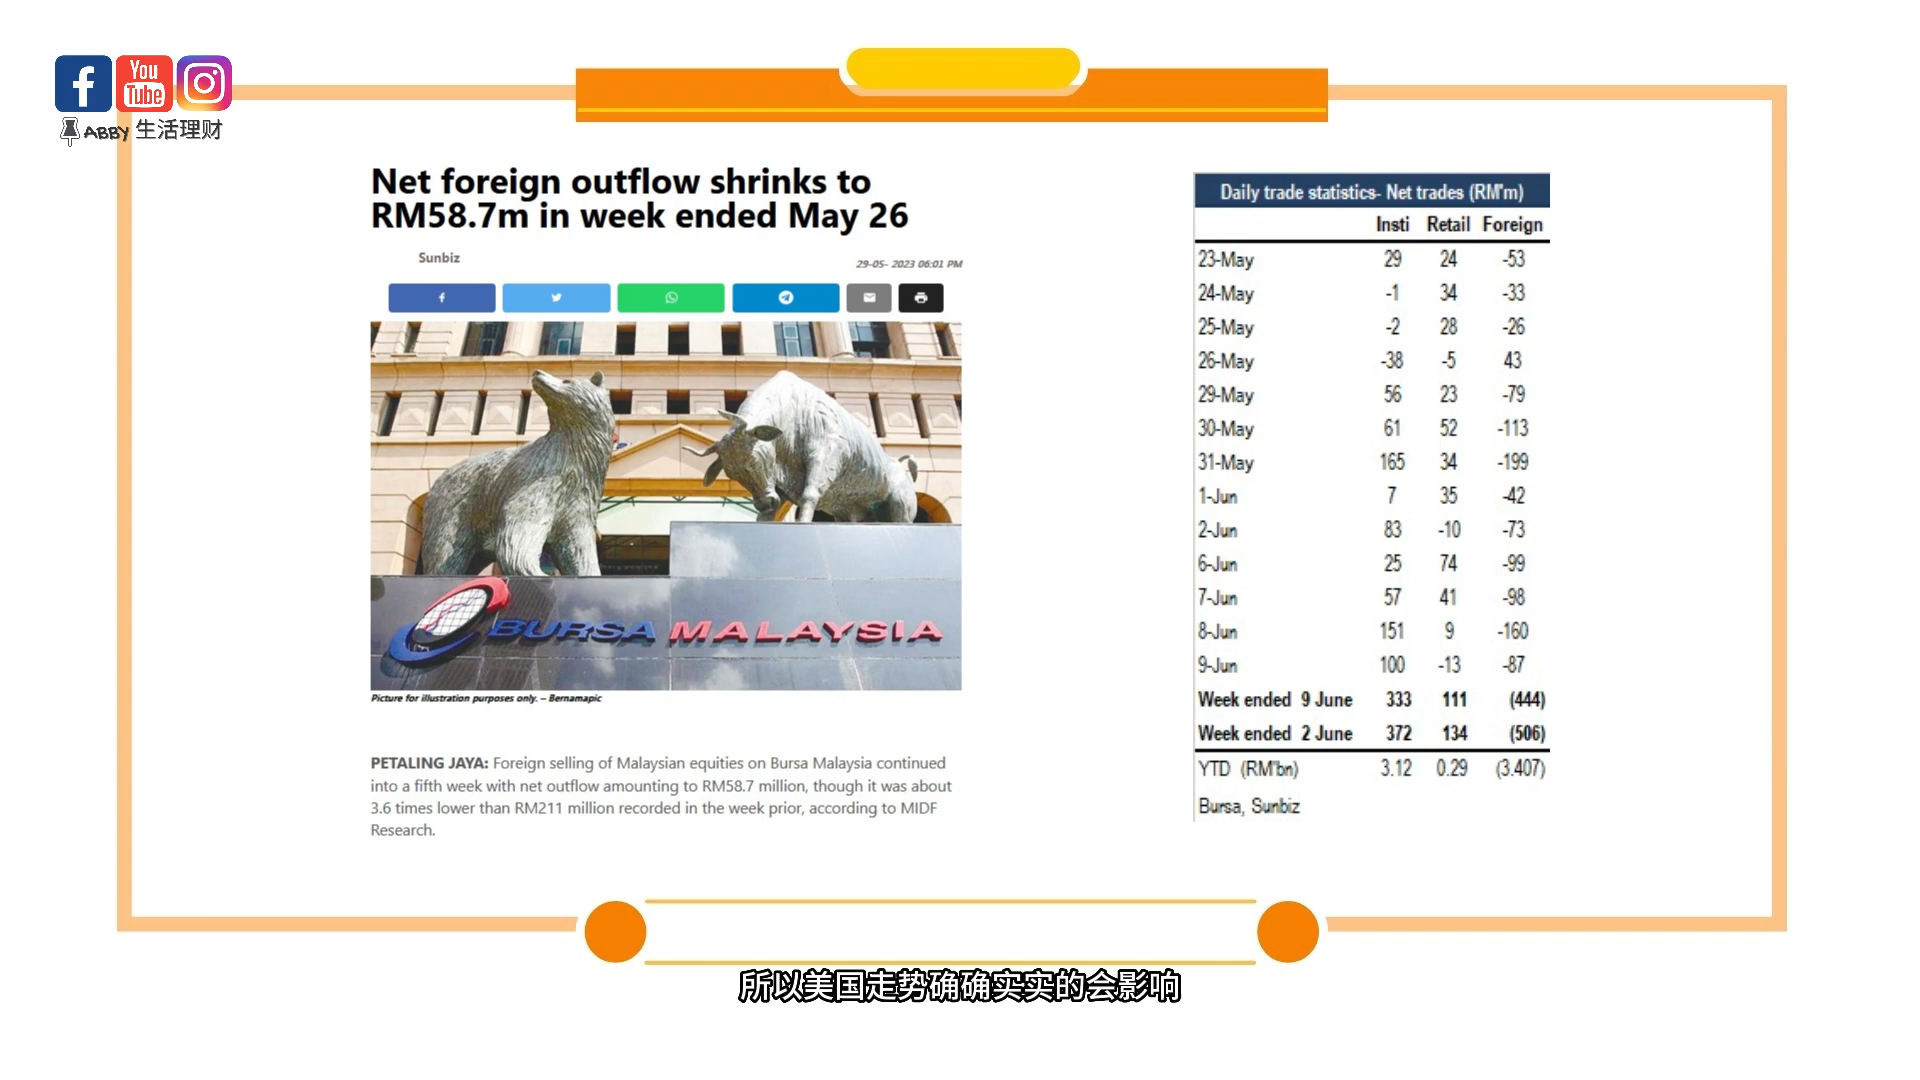 You
Tube
ABBY 生活理财
Net foreign outflow shrinks to
RM58.7m in week ended May 26
Sunbiz
29-05- 2023 06:01 PM
BURSA MALAYSIA
Picture for illustration purposes only. – Bernamapic
PETALING JAYA: Foreign selling of Malaysian equities on Bursa Malaysia continued
into a fifth week with net outflow amounting to RM58.7 million, though it was about
3.6 times lower than RM211 million recorded in the week prior, according to MIDF
Research.
Daily trade statistics- Net trades (RM'm)
Insti Retail Foreign
23-May 29 24 -53
24-May -1 34 -33
25-May -2 28 -26
26-May -38 -5 43
29-May 56 23 -79
30-May 61 52 -113
31-May 165 34 -199
1-Jun 7 35 -42
2-Jun 83 -10 -73
6-Jun 25 74 -99
7-Jun 57 41 -98
8-Jun 151 9 -160
9-Jun 100 -13 -87
Week ended 9 June 333 111 (444)
Week ended 2 June 372 134 (506)
YTD (RM'bn) 3.12 0.29 (3.407)
Bursa, Sunbiz
所以美国走势确确实实的会影响